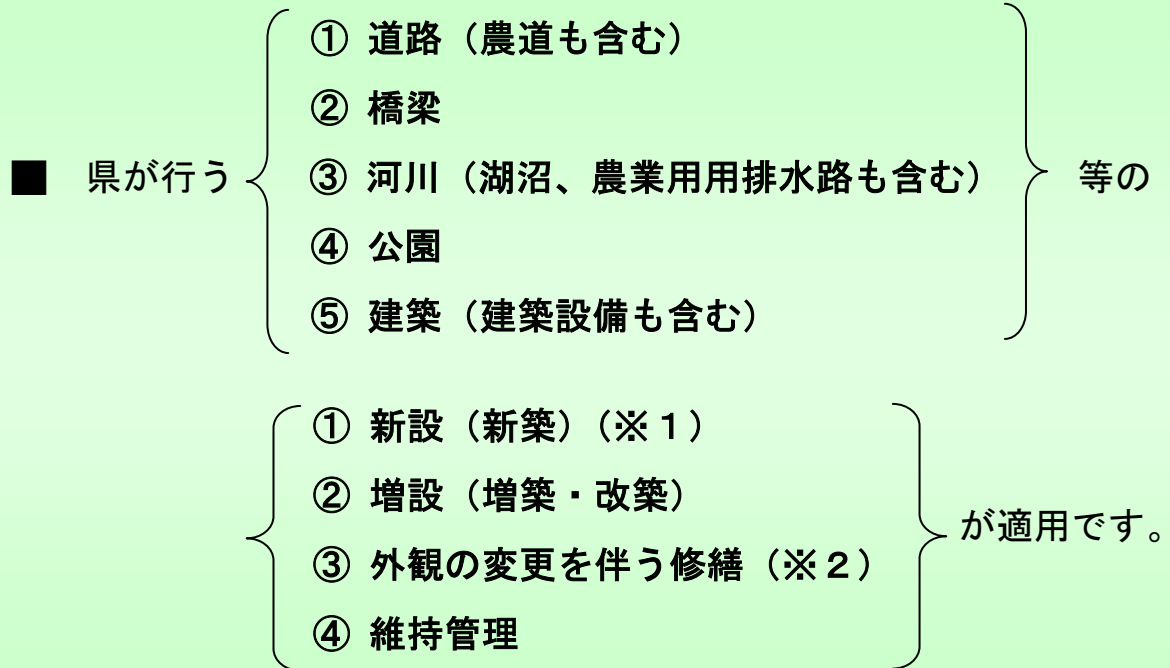 ① 道路（農道も含む）
② 橋梁
■ 県が行う ③ 河川（湖沼、農業用用排水路も含む） 等の
④ 公園
⑤ 建築（建築設備も含む）
① 新設（新築）（※１）
② 増設（増築・改築）
が適用です。
③ 外観の変更を伴う修繕（※２）
④ 維持管理